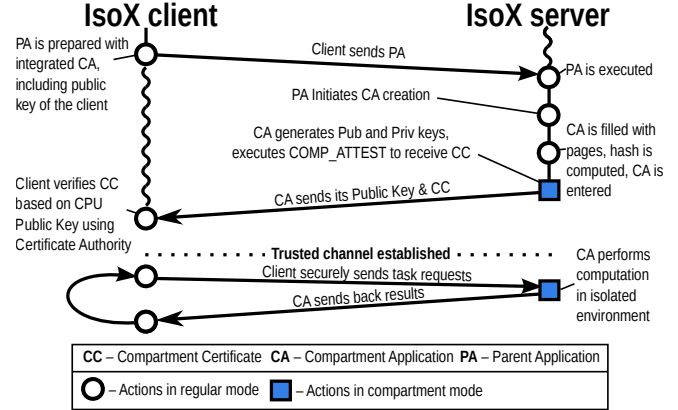 IsoX client
IsoX server
PA is prepared with
integrated CA,
including public
key of the client
Client sends PA
PA is executed
PA Initiates CA creation
CA generates Pub and Priv keys,
executes COMP_ATTEST to receive CC
CA is filled with
pages, hash is
computed, CA is
entered
Client verifies CC
based on CPU
Public Key using
Certificate Authority
CA sends its Public Key & CC
Trusted channel established
Client securely sends task requests
CA sends back results
CA performs
computation
in isolated
environment
CC – Compartment Certificate CA – Compartment Application PA – Parent Application
– Actions in regular mode – Actions in compartment mode